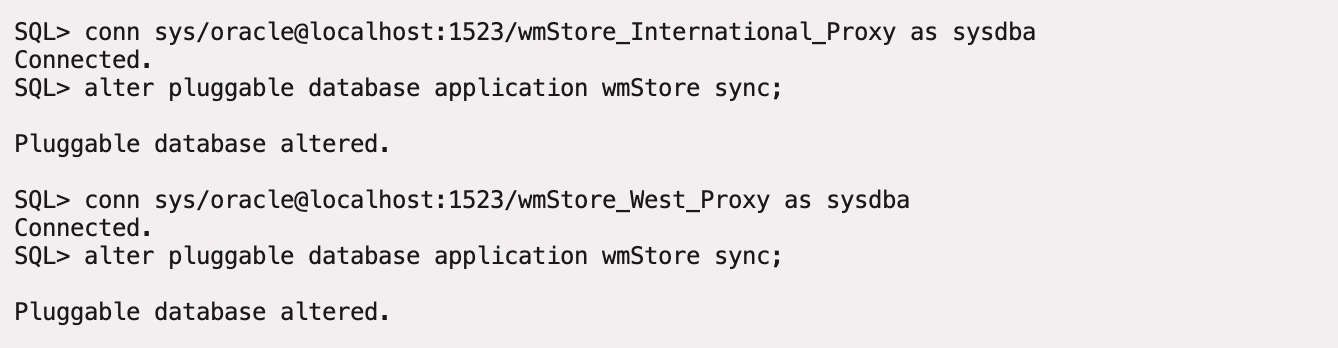 SQL> conn sys/oracle@localhost:1523/wmStore_International_Proxy as sysdba
Connected.
SQL> alter pluggable database application wmStore sync;
Pluggable database altered.
SQL> conn sys/oracle@localhost:1523/wmStore_West_Proxy as sysdba
Connected.
SQL> alter pluggable database application wmStore sync;
Pluggable database altered.